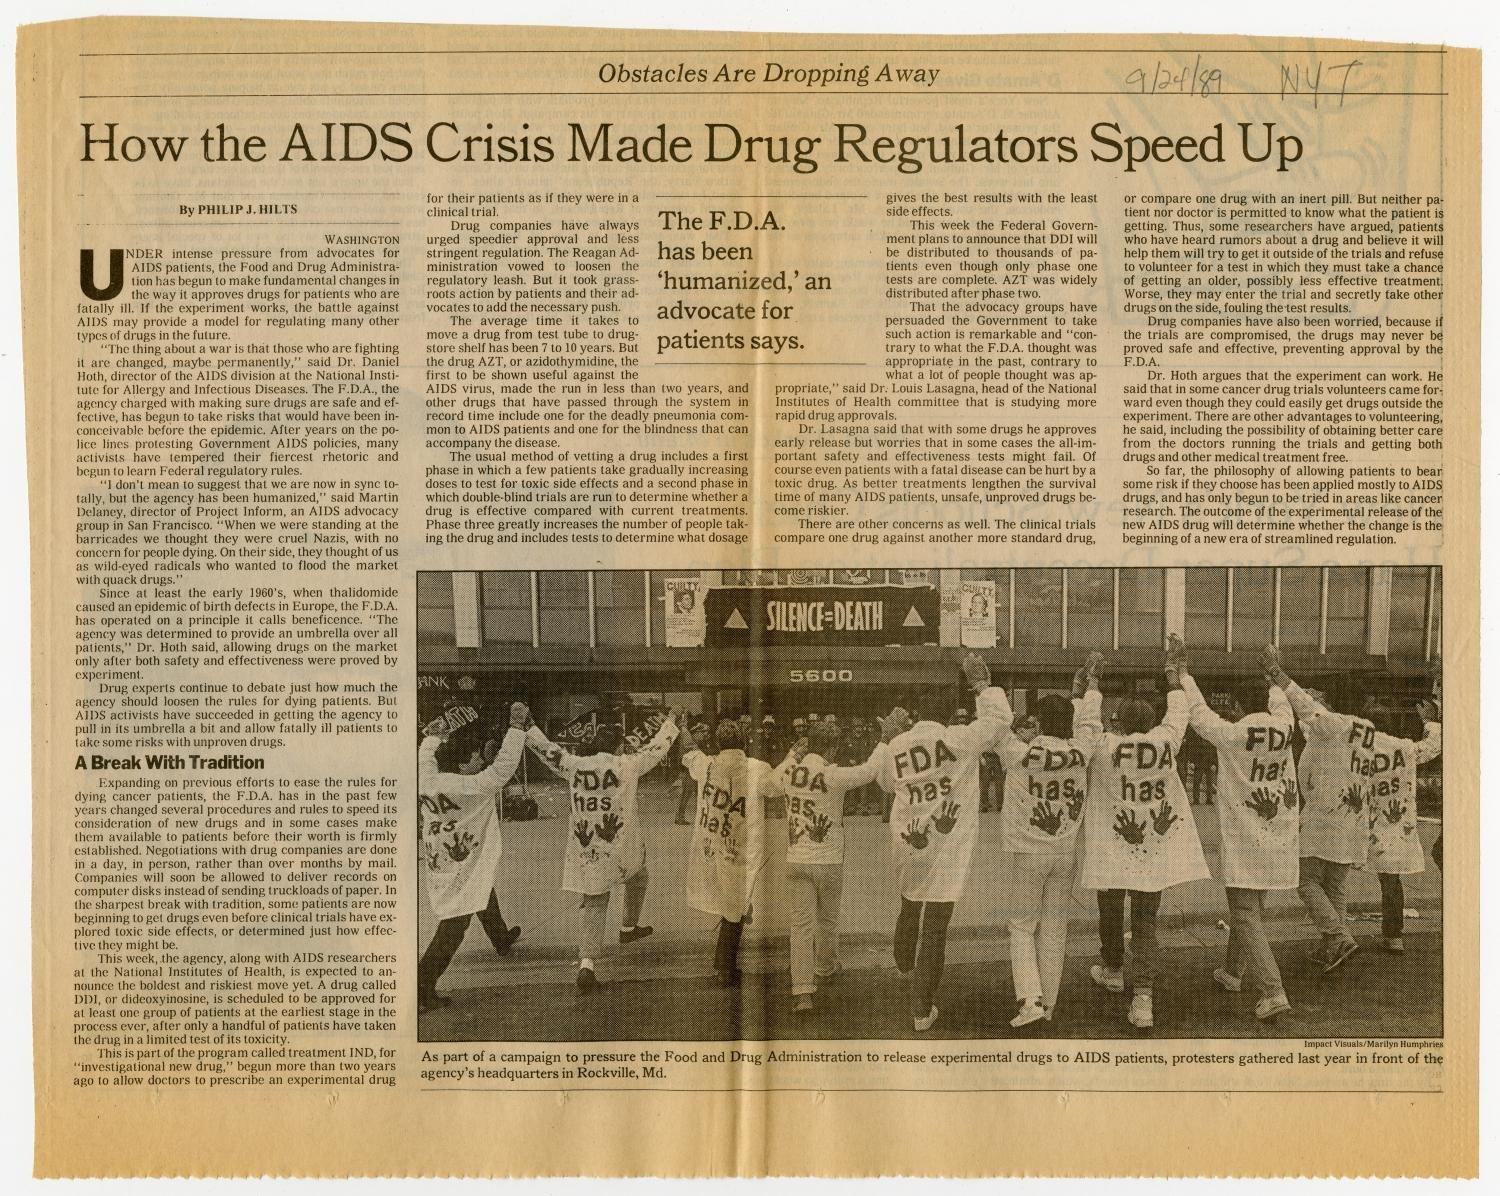 Obstacles Are Dropping Away
9/24/89 NYT
How the AIDS Crisis Made Drug Regulators Speed Up
By PHILIP J. HILTS
WASHINGTON
UNDER intense pressure from advocates for
AIDS patients, the Food and Drug Administra-
tion has begun to make fundamental changes in
the way it approves drugs for patients who are
fatally ill. If the experiment works, the battle against
AIDS may provide a model for regulating many other
types of drugs in the future.
"The thing about a war is that those who are fighting
it are changed, maybe permanently," said Dr. Daniel
Hoth, director of the AIDS division at the National Insti-
tute for Allergy and Infectious Diseases. The F.D.A., the
agency charged with making sure drugs are safe and ef-
fective, has begun to take risks that would have been in-
conceivable before the epidemic. After years on the po-
lice lines protesting Government AIDS policies, many
activists have tempered their fiercest rhetoric and
begun to learn Federal regulatory rules.
"I don't mean to suggest that we are now in sync to-
tally, but the agency has been humanized," said Martin
Delaney, director of Project Inform, an AIDS advocacy
group in San Francisco. "When we were standing at the
barricades we thought they were cruel Nazis, with no
concern for people dying. On their side, they thought of us
as wild-eyed radicals who wanted to flood the market
with quack drugs."
Since at least the early 1960's, when thalidomide
caused an epidemic of birth defects in Europe, the F.D.A.
has operated on a principle it calls beneficence. "The
agency was determined to provide an umbrella over all
patients," Dr. Hoth said, allowing drugs on the market
only after both safety and effectiveness were proved by
experiment.
Drug experts continue to debate just how much the
agency should loosen the rules for dying patients. But
AIDS activists have succeeded in getting the agency to
pull in its umbrella a bit and allow fatally ill patients to
take some risks with unproven drugs.
A Break With Tradition
Expanding on previous efforts to ease the rules for
dying cancer patients, the F.D.A. has in the past few
years changed several procedures and rules to speed its
consideration of new drugs and in some cases make
them available to patients before their worth is firmly
established. Negotiations with drug companies are done
in a day, in person, rather than over months by mail.
Companies will soon be allowed to deliver records on
computer disks instead of sending truckloads of paper. In
the sharpest break with tradition, some patients are now
beginning to get drugs even before clinical trials have ex-
plored toxic side effects, or determined just how effec-
tive they might be.
This week, the agency, along with AIDS researchers
at the National Institutes of Health, is expected to an-
nounce the boldest and riskiest move yet. A drug called
DDI, or dideoxyinosine, is scheduled to be approved for
at least one group of patients at the earliest stage in the
process ever, after only a handful of patients have taken
the drug in a limited test of its toxicity.
This is part of the program called treatment IND, for
"investigational new drug," begun more than two years
ago to allow doctors to prescribe an experimental drug
for their patients as if they were in a
clinical trial.
Drug companies have always
urged speedier approval and less
stringent regulation. The Reagan Ad-
ministration vowed to loosen the
regulatory leash. But it took grass-
roots action by patients and their ad-
vocates to add the necessary push.
The average time it takes to
move a drug from test tube to drug-
store shelf has been 7 to 10 years. But
the drug AZT, or azidothymidine, the
first to be shown useful against the
AIDS virus, made the run in less than two years, and
other drugs that have passed through the system in
record time include one for the deadly pneumonia com-
mon to AIDS patients and one for the blindness that can
accompany the disease.
The usual method of vetting a drug includes a first
phase in which a few patients take gradually increasing
doses to test for toxic side effects and a second phase in
which double-blind trials are run to determine whether a
drug is effective compared with current treatments.
Phase three greatly increases the number of people tak-
ing the drug and includes tests to determine what dosage
The F.D.A.
has been
'humanized,' an
advocate for
patients says.
gives the best results with the least
side effects.
This week the Federal Govern-
ment plans to announce that DDI will
be distributed to thousands of pa-
tients even though only phase one
tests are complete. AZT was widely
distributed after phase two.
That the advocacy groups have
persuaded the Government to take
such action is remarkable and "con-
trary to what the F.D.A. thought was
appropriate in the past, contrary to
what a lot of people thought was ap-
propriate," said Dr. Louis Lasagna, head of the National
Institutes of Health committee that is studying more
rapid drug approvals.
Dr. Lasagna said that with some drugs he approves
early release but worries that in some cases the all-im-
portant safety and effectiveness tests might fail. Of
course even patients with a fatal disease can be hurt by a
toxic drug. As better treatments lengthen the survival
time of many AIDS patients, unsafe, unproved drugs be-
come riskier.
There are other concerns as well. The clinical trials
compare one drug against another more standard drug,
or compare one drug with an inert pill. But neither pa-
tient nor doctor is permitted to know what the patient is
getting. Thus, some researchers have argued, patients
who have heard rumors about a drug and believe it will
help them will try to get it outside of the trials and refuse
to volunteer for a test in which they must take a chance
of getting an older, possibly less effective treatment.
Worse, they may enter the trial and secretly take other
drugs on the side, fouling the test results.
Drug companies have also been worried, because if
the trials are compromised, the drugs may never be
proved safe and effective, preventing approval by the
F.D.A.
Dr. Hoth argues that the experiment can work. He
said that in some cancer drug trials volunteers came for-
ward even though they could easily get drugs outside the
experiment. There are other advantages to volunteering,
he said, including the possibility of obtaining better care
from the doctors running the trials and getting both
drugs and other medical treatment free.
So far, the philosophy of allowing patients to bear
some risk if they choose has been applied mostly to AIDS
drugs, and has only begun to be tried in areas like cancer
research. The outcome of the experimental release of the
new AIDS drug will determine whether the change is the
beginning of a new era of streamlined regulation.
GUILTY
SILENCE=DEATH
GUILTY
5600
DA
as
FDA
has
FDA
has
DA
has
FDA
has
FDA
has
FDA
has
FDA
has
FD
ha
DA
has
Impact Visuals/Marilyn Humphries
As part of a campaign to pressure the Food and Drug Administration to release experimental drugs to AIDS patients, protesters gathered last year in front of the
agency's headquarters in Rockville, Md.